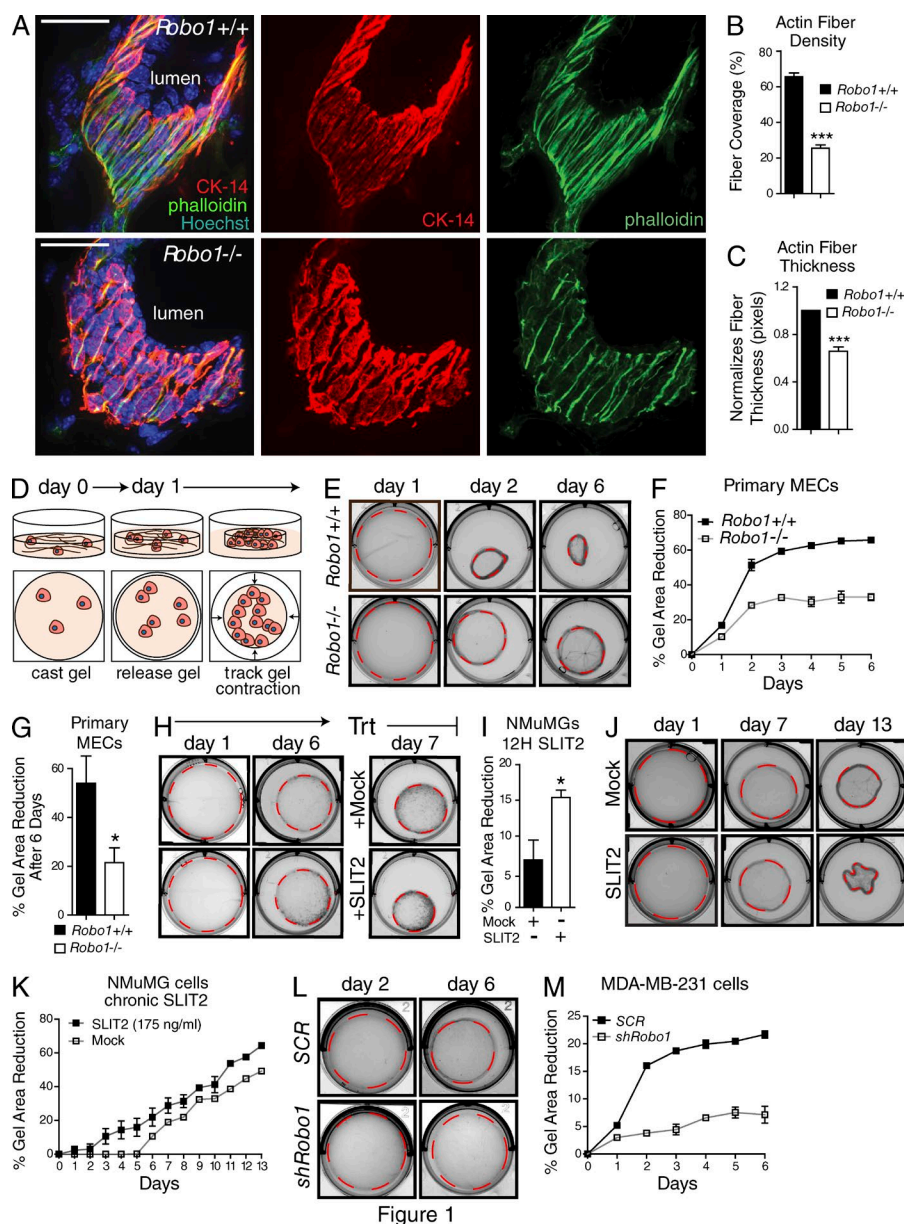 A
Robo1+/+
lumen
CK-14
phalloidin
Hoechst
CK-14
phalloidin
Robo1-/-
lumen
B
Actin Fiber
Density
Fiber Coverage (%)
80
60
40
20
0
Robo1+/+
Robo1-/-
***
C
Actin Fiber
Thickness
Normalizes Fiber
Thickness (pixels)
1.2
0.9
0.6
0.3
0.0
Robo1+/+
Robo1-/-
***
D
day 0
day 1
cast gel
release gel
track gel
contraction
E
day 1
day 2
day 6
Robo1+/+
Robo1-/-
F
Primary MECs
% Gel Area Reduction
80
60
40
20
0
Robo1+/+
Robo1-/-
0 1 2 3 4 5 6
Days
G
Primary
MECs
% Gel Area Reduction
After 6 Days
60
40
20
0
*
Robo1+/+
Robo1-/-
H
Trt
day 1
day 6
day 7
+Mock
+SLIT2
I
NMuMGs
12H SLIT2
% Gel Area Reduction
20
15
10
5
0
*
Mock + -
SLIT2 - +
J
day 1
day 7
day 13
Mock
SLIT2
K
NMuMG cells
chronic SLIT2
% Gel Area Reduction
80
60
40
20
0
SLIT2 (175 ng/ml)
Mock
0 1 2 3 4 5 6 7 8 9 10 11 12 13
Days
L
day 2
day 6
SCR
shRobo1
2
M
MDA-MB-231 cells
% Gel Area Reduction
25
20
15
10
5
0
SCR
shRobo1
0 1 2 3 4 5 6
Days
Figure 1